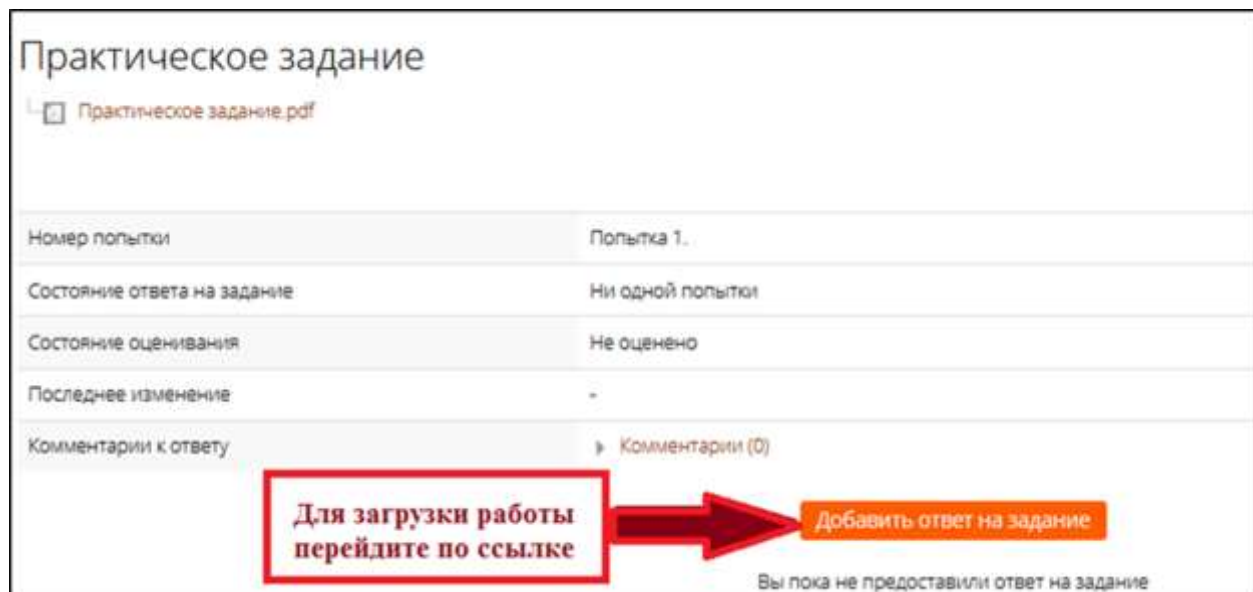 Практическое задание
Практическое задание.pdf
Номер попытки Попытка 1.
Состояние ответа на задание Ни одной попытки
Состояние оценивания Не оценено
Последнее изменение -
Комментарии к ответу Комментарии (0)
Для загрузки работы
перейдите по ссылке
Добавить ответ на задание
Вы пока не предоставили ответ на задание